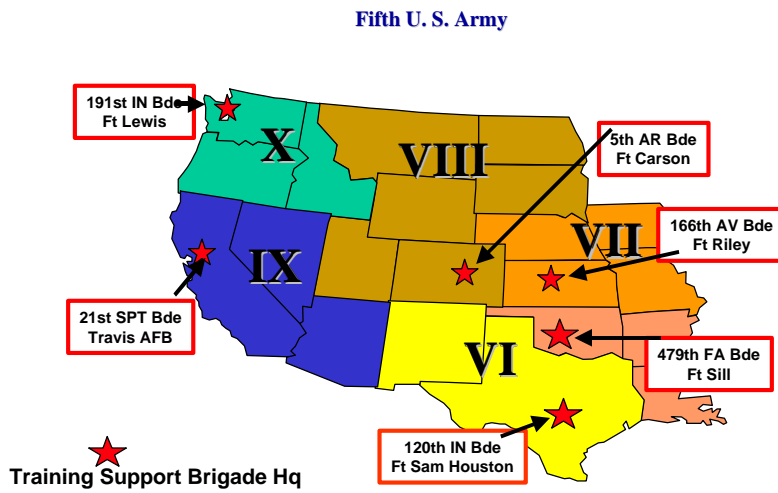 Fifth U. S. Army
191st IN Bde
Ft Lewis
X
VIII
5th AR Bde
Ft Carson
VII
166th AV Bde
Ft Riley
IX
21st SPT Bde
Travis AFB
VI
479th FA Bde
Ft Sill
120th IN Bde
Ft Sam Houston
Training Support Brigade Hq